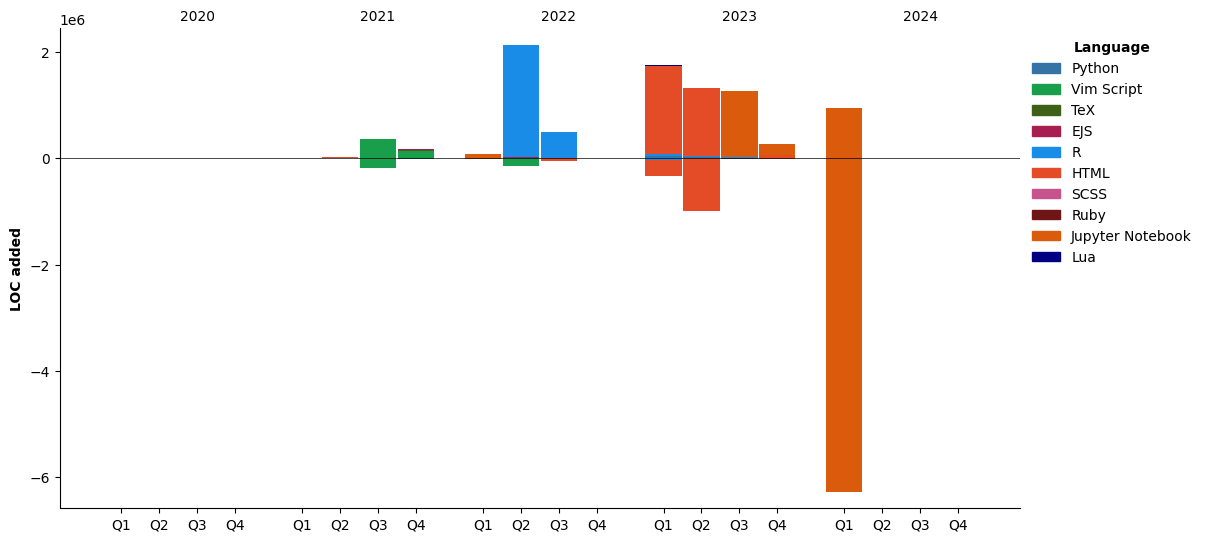 1e6
2020 2021 2022 2023 2024
LOC added
2
0
−2
−4
−6
Q1 Q2 Q3 Q4 Q1 Q2 Q3 Q4 Q1 Q2 Q3 Q4 Q1 Q2 Q3 Q4 Q1 Q2 Q3 Q4
Language
Python
Vim Script
TeX
EJS
R
HTML
SCSS
Ruby
Jupyter Notebook
Lua